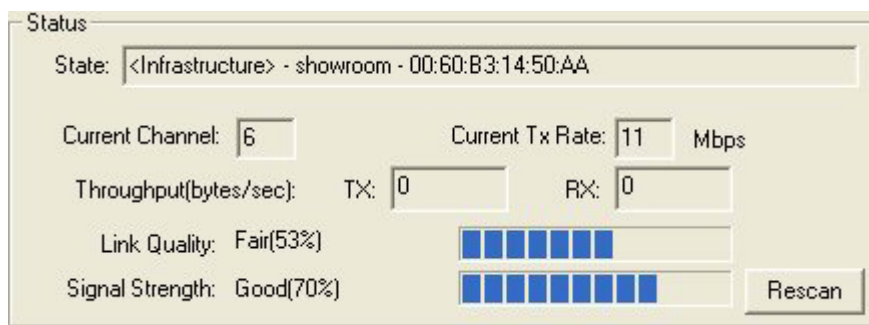 Status
State: <Infrastructure> - showroom - 00:60:B3:14:50:AA
Current Channel: 6 Current Tx Rate: 11 Mbps
Throughput(bytes/sec): TX: 0 RX: 0
Link Quality: Fair(53%)
Signal Strength: Good(70%) Rescan